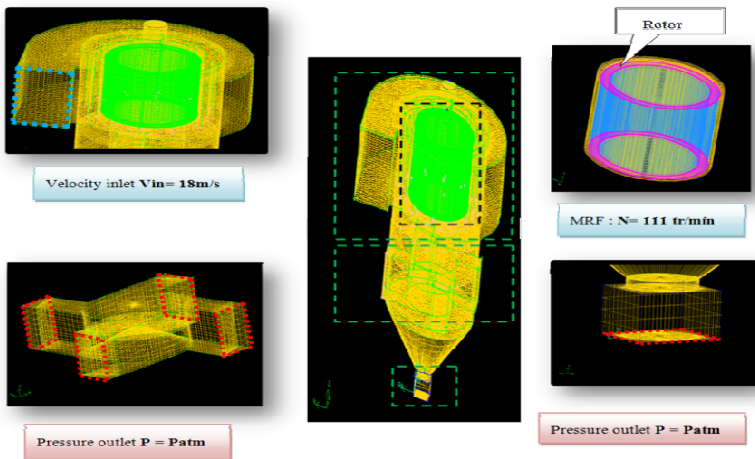 Rotor
Velocity inlet Vin= 18m/s
MRF : N= 111 tr/min
Pressure outlet P = Patm
Pressure outlet P = Patm